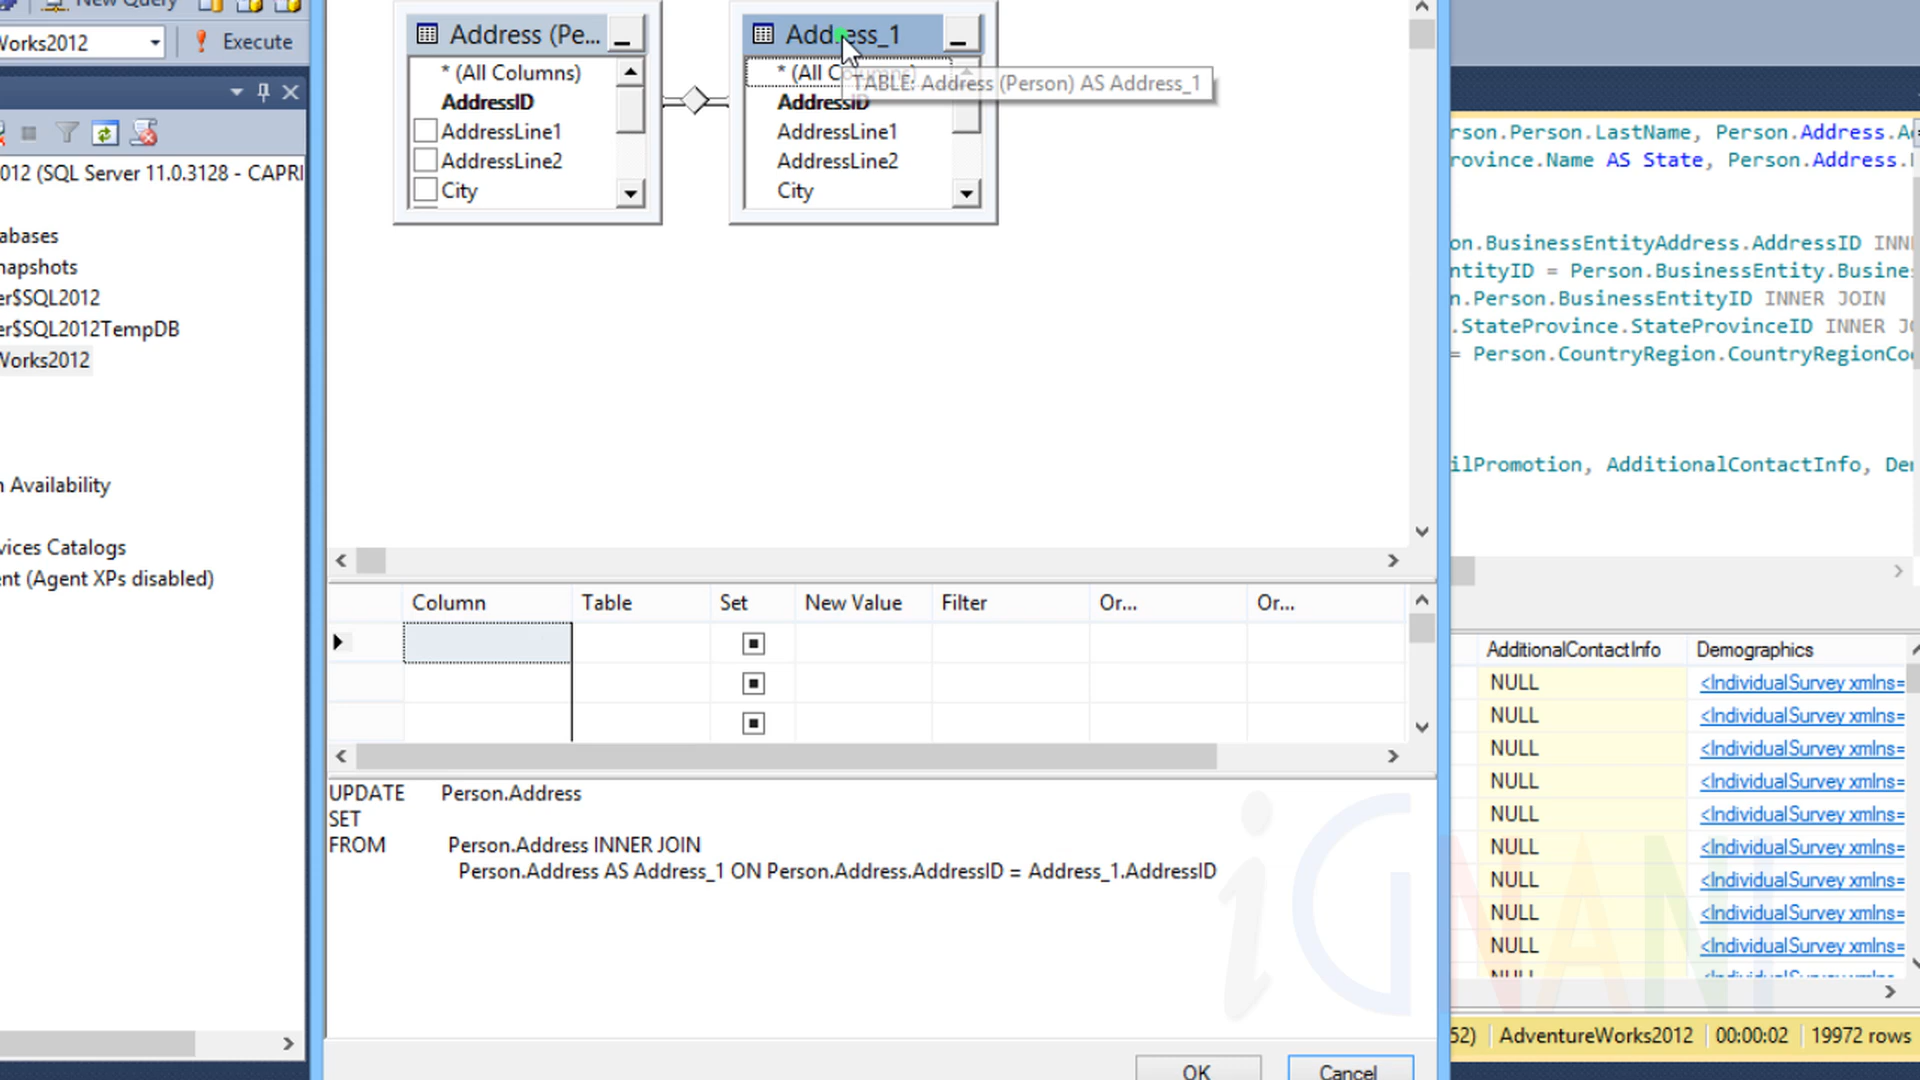 New Query
Works2012
Execute
012 (SQL Server 11.0.3128 - CAPRI
abases
napshots
er$SQL2012
er$SQL2012TempDB
Works2012
n Availability
vices Catalogs
ent (Agent XPs disabled)
Address (Pe...
* (All Columns)
AddressID
AddressLine1
AddressLine2
City
Address_1
* (All Columns)
TABLE: Address (Person) AS Address_1
AddressID
AddressLine1
AddressLine2
City
Column Table Set New Value Filter Or... Or...
UPDATE Person.Address
SET
FROM Person.Address INNER JOIN
Person.Address AS Address_1 ON Person.Address.AddressID = Address_1.AddressID
OK Cancel
rson.Person.LastName, Person.Address.A
rovince.Name AS State, Person.Address.
on.BusinessEntityAddress.AddressID INN
ntityID = Person.BusinessEntity.Busine
n.Person.BusinessEntityID INNER JOIN
.StateProvince.StateProvinceID INNER JO
= Person.CountryRegion.CountryRegionCo
ilPromotion, AdditionalContactInfo, De
AdditionalContactInfo Demographics
NULL <IndividualSurvey xmlns=
NULL <IndividualSurvey xmlns=
NULL <IndividualSurvey xmlns=
NULL <IndividualSurvey xmlns=
NULL <IndividualSurvey xmlns=
NULL <IndividualSurvey xmlns=
NULL <IndividualSurvey xmlns=
NULL <IndividualSurvey xmlns=
NULL <IndividualSurvey xmlns=
52) AdventureWorks2012 00:00:02 19972 rows
iGNANI